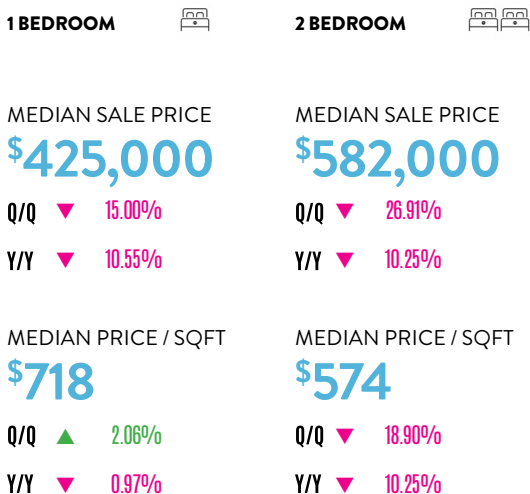 1 BEDROOM
MEDIAN SALE PRICE
$425,000
Q/Q ▼ 15.00%
Y/Y ▼ 10.55%
MEDIAN PRICE / SQFT
$718
Q/Q ▲ 2.06%
Y/Y ▼ 0.97%
2 BEDROOM
MEDIAN SALE PRICE
$582,000
Q/Q ▼ 26.91%
Y/Y ▼ 10.25%
MEDIAN PRICE / SQFT
$574
Q/Q ▼ 18.90%
Y/Y ▼ 10.25%